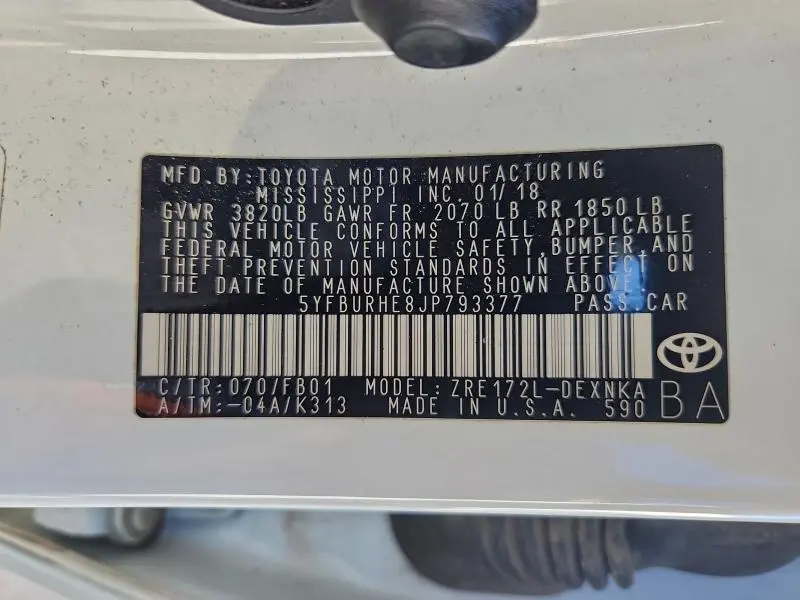 MFD.BY:TOYOTA MOTOR MANUFACTURING
MISSISSIPPI INC. 01/18
GVWR 3820LB GAWR FR 2070 LB RR 1850 LB
THIS VEHICLE CONFORMS TO ALL APPLICABLE
FEDERAL MOTOR VEHICLE SAFETY, BUMPER, AND
THEFT PREVENTION STANDARDS IN EFFECT ON
THE DATE OF MANUFACTURE SHOWN ABOVE.
5YFBURHE8JP793377 PASS.CAR
C/TR:070/FB01 MODEL:ZRE172L-DEXNKA
A/TM:-04A/K313 MADE IN U.S.A. 590
BA